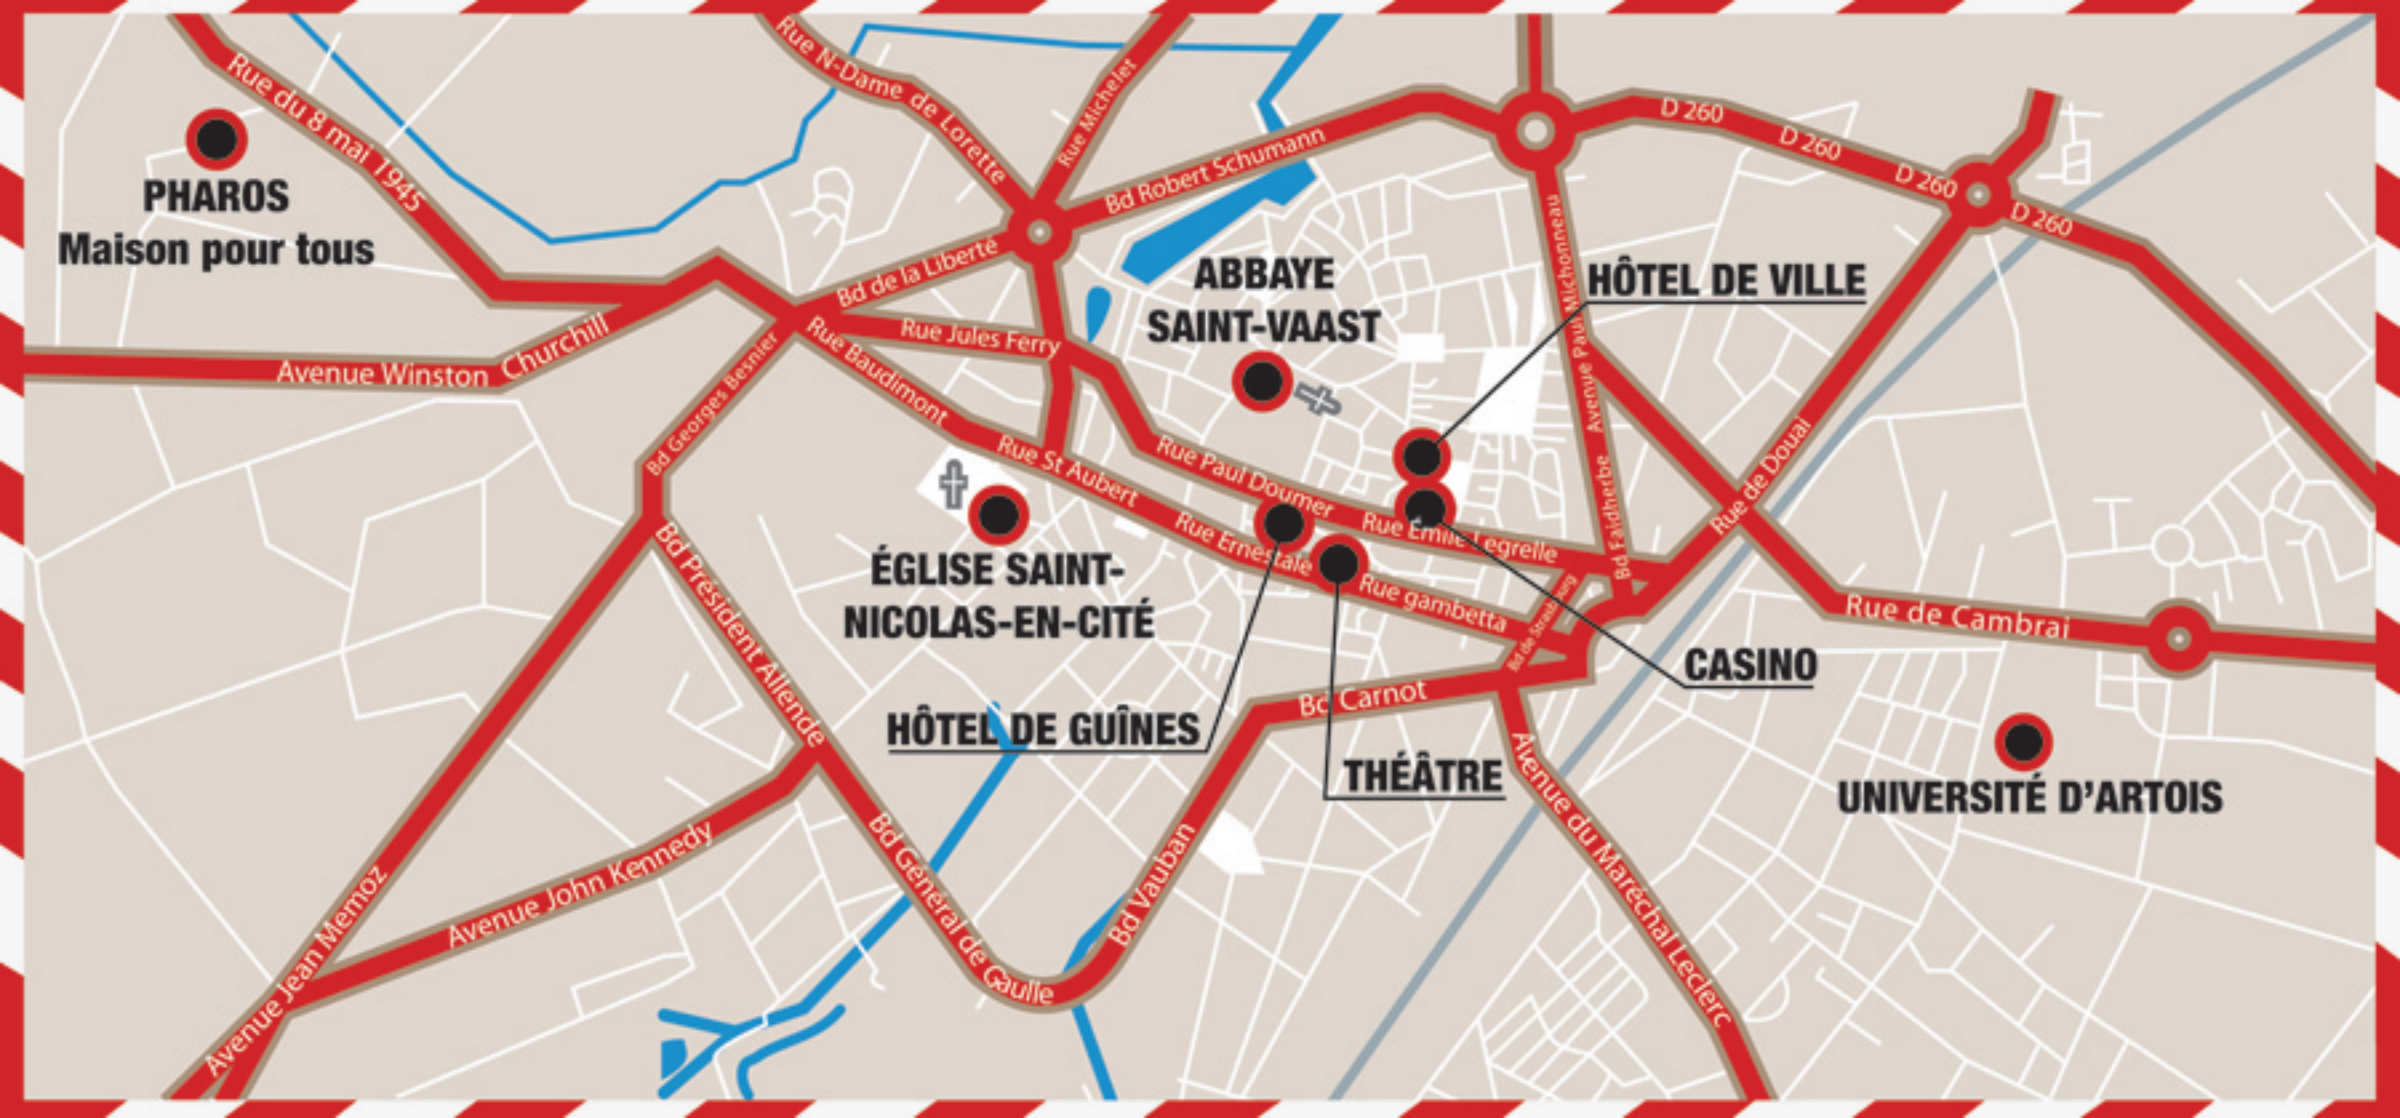 Rue du 8 mai 1945
PHAROS
Maison pour tous
Rue N-Dame de Lorette
Rue Michelet
Bd Robert Schumann
D 260
D 260
D 260
D 260
Bd de la Liberté
Rue Jules Ferry
Avenue Winston Churchill
Bd Georges Besnier
Rue Baudimont
Rue St Aubert
ABBAYE
SAINT-VAAST
HÔTEL DE VILLE
Avenue Paul Michonneau
Bd Faidherbe
Rue de Douai
Rue Paul Doumer
Rue Emile Legrelle
Rue Ernestale
Rue gambetta
Bd de Strasbourg
ÉGLISE SAINT-
NICOLAS-EN-CITÉ
Bd Président Allende
Rue de Cambrai
CASINO
HÔTEL DE GUÎNES
Bd Carnot
THÉÂTRE
UNIVERSITÉ D'ARTOIS
Avenue du Maréchal Leclerc
Bd Vauban
Bd Général de Gaulle
Avenue John Kennedy
Avenue Jean Memoz